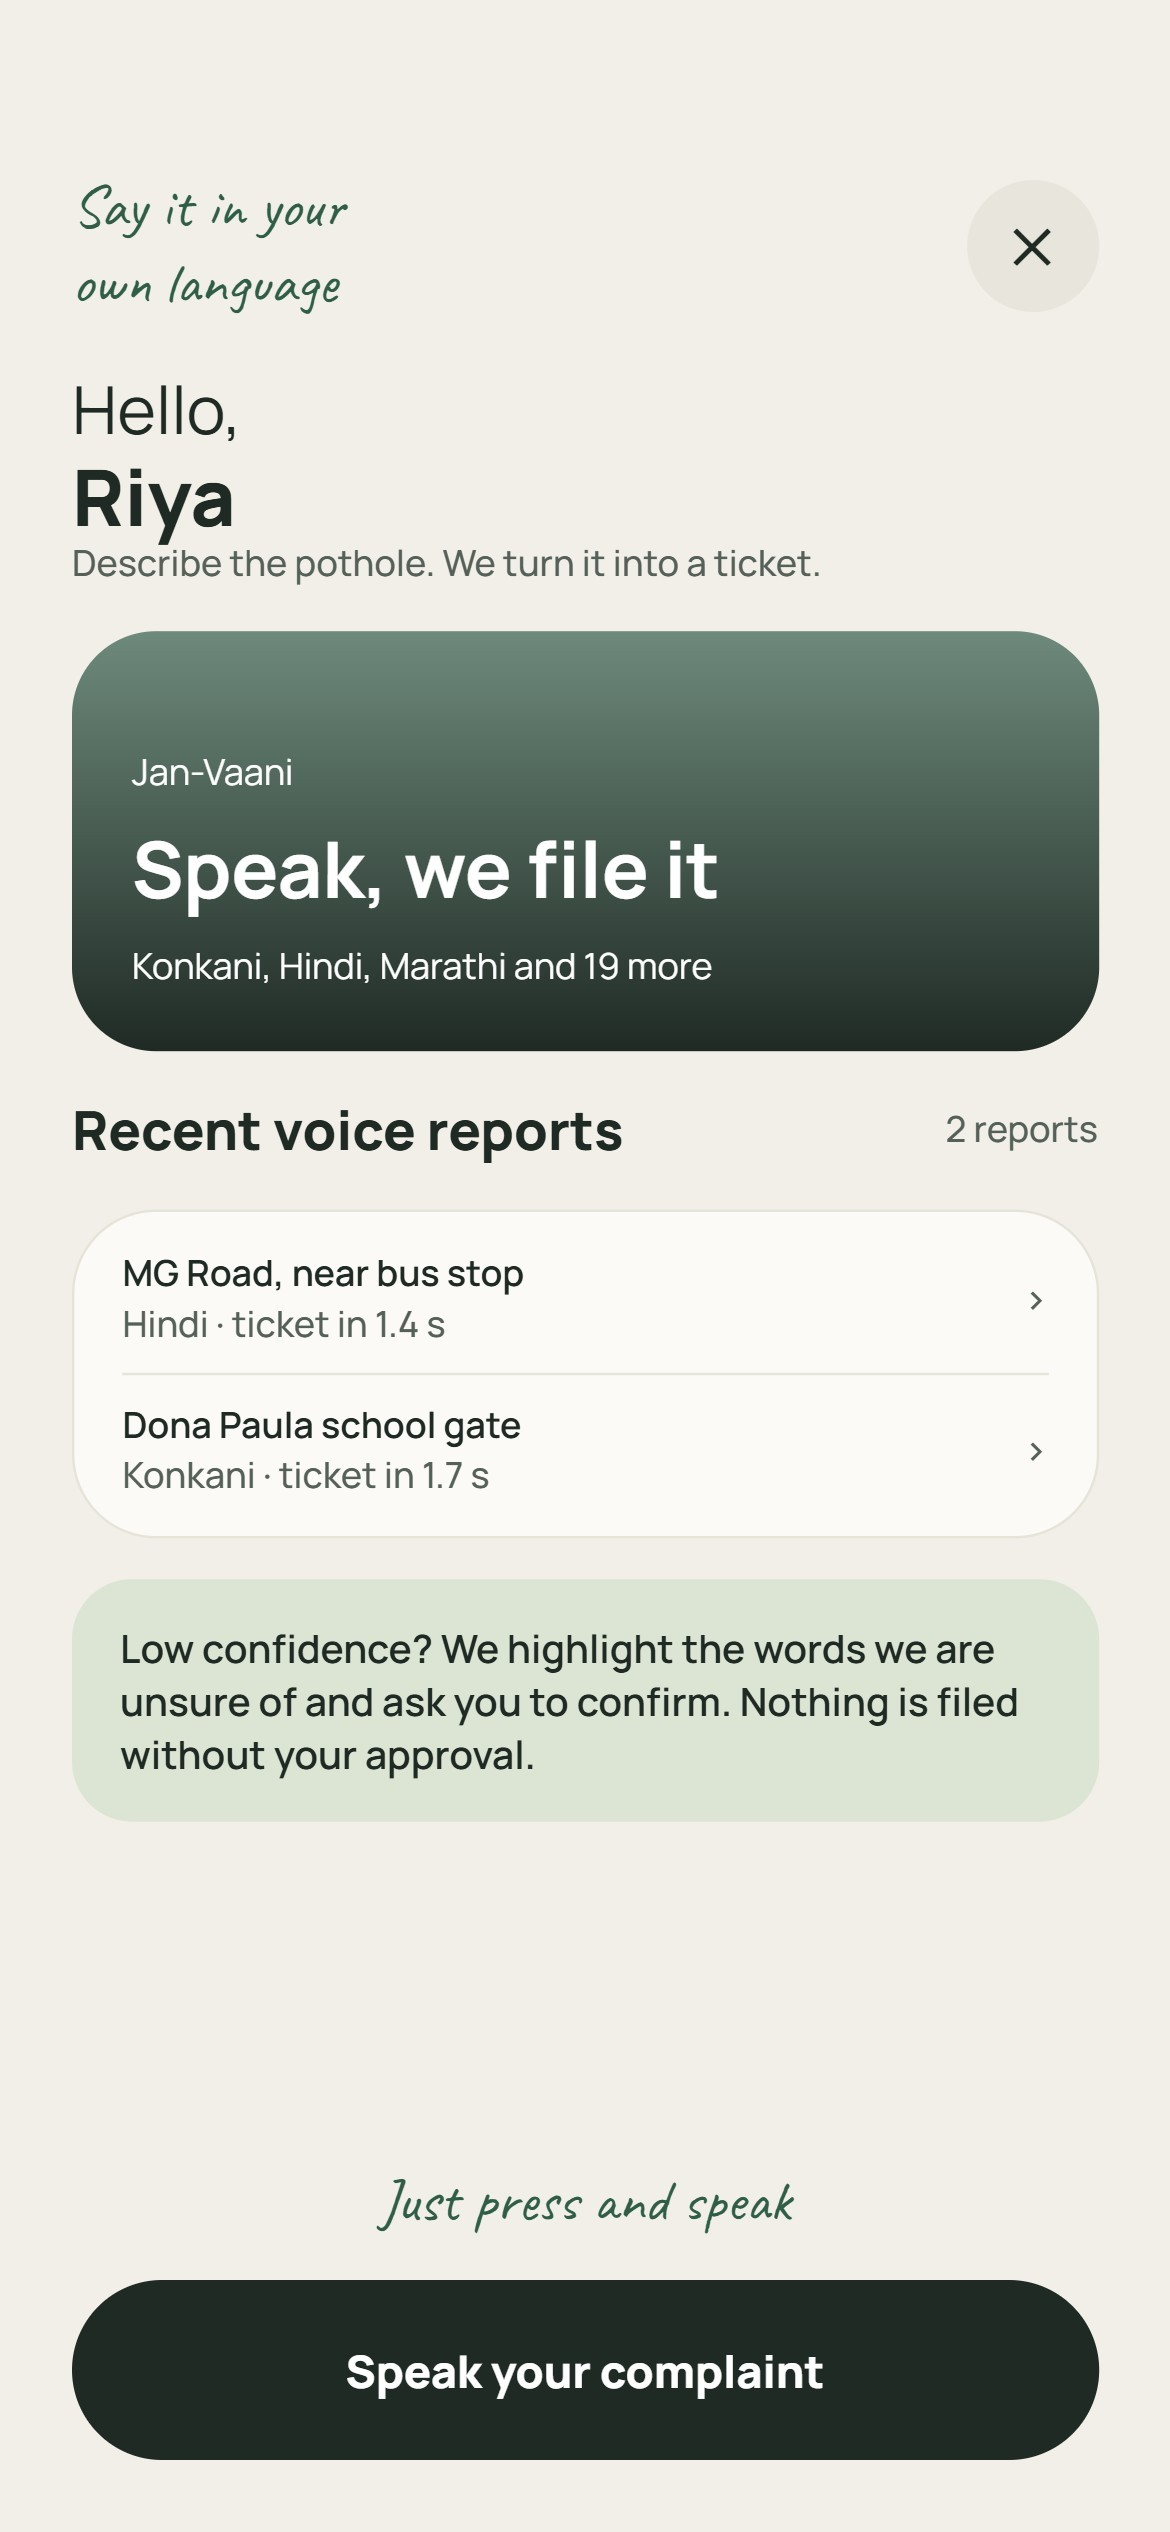 Say it in your
own language
Hello,
Riya
Describe the pothole. We turn it into a ticket.
Jan-Vaani
Speak, we file it
Konkani, Hindi, Marathi and 19 more
Recent voice reports
2 reports
MG Road, near bus stop
Hindi · ticket in 1.4 s
Dona Paula school gate
Konkani · ticket in 1.7 s
Low confidence? We highlight the words we are
unsure of and ask you to confirm. Nothing is filed
without your approval.
Just press and speak
Speak your complaint